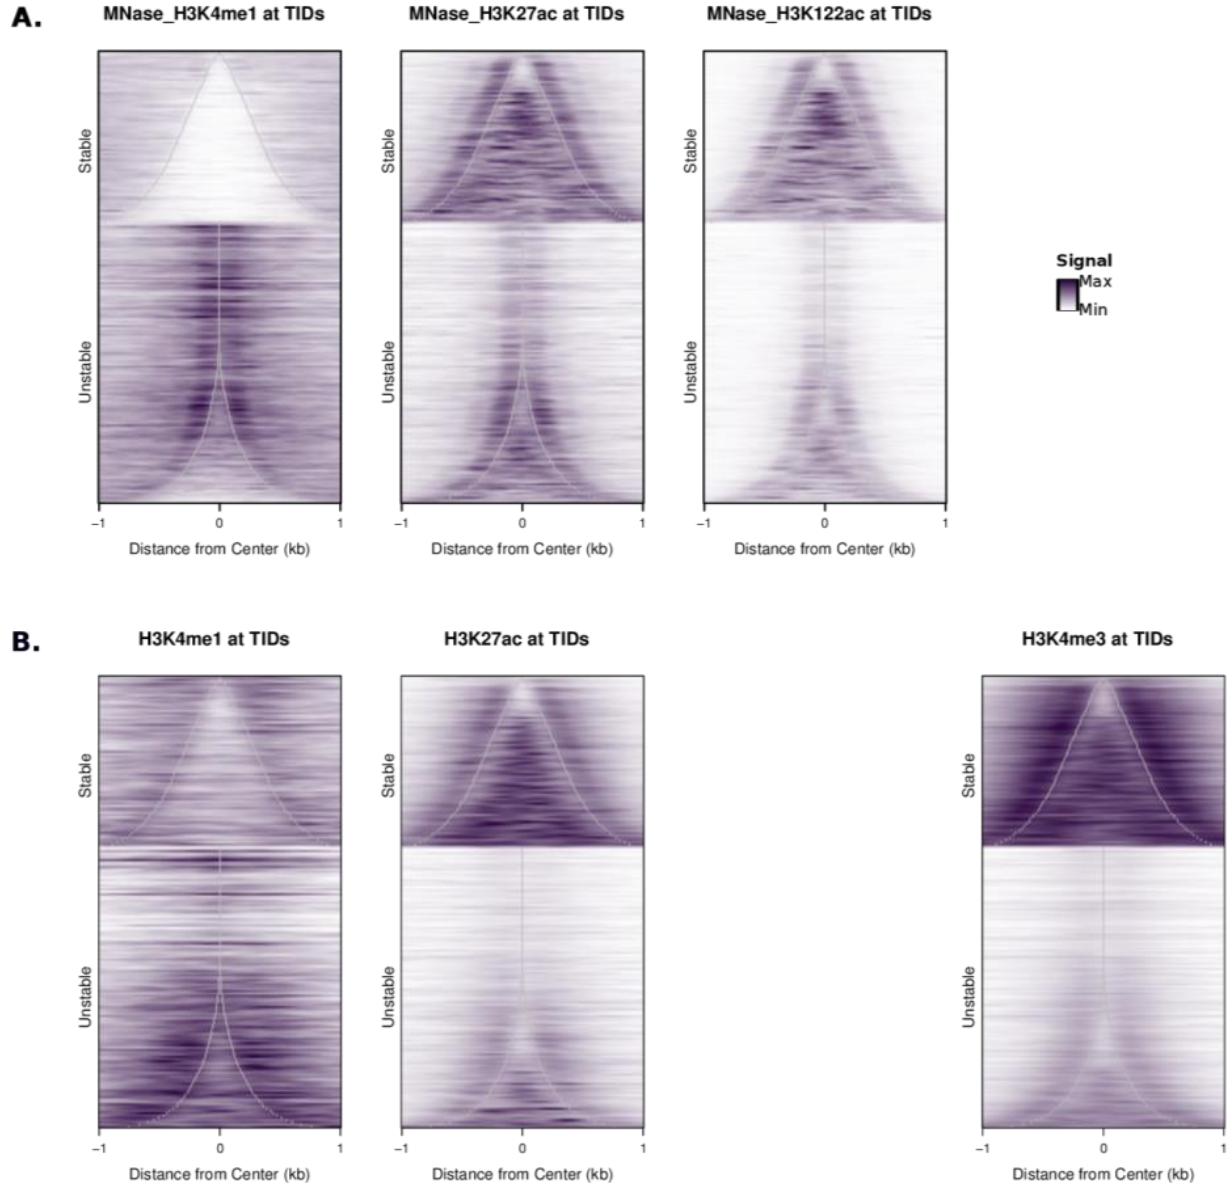 A.
MNase_H3K4me1 at TIDs
MNase_H3K27ac at TIDs
MNase_H3K122ac at TIDs
Stable
Unstable
Stable
Unstable
Stable
Unstable
−1 0 1
−1 0 1
−1 0 1
Distance from Center (kb)
Distance from Center (kb)
Distance from Center (kb)
Signal
Max
Min
B.
H3K4me1 at TIDs
H3K27ac at TIDs
H3K4me3 at TIDs
Stable
Unstable
Stable
Unstable
Stable
Unstable
−1 0 1
−1 0 1
−1 0 1
Distance from Center (kb)
Distance from Center (kb)
Distance from Center (kb)